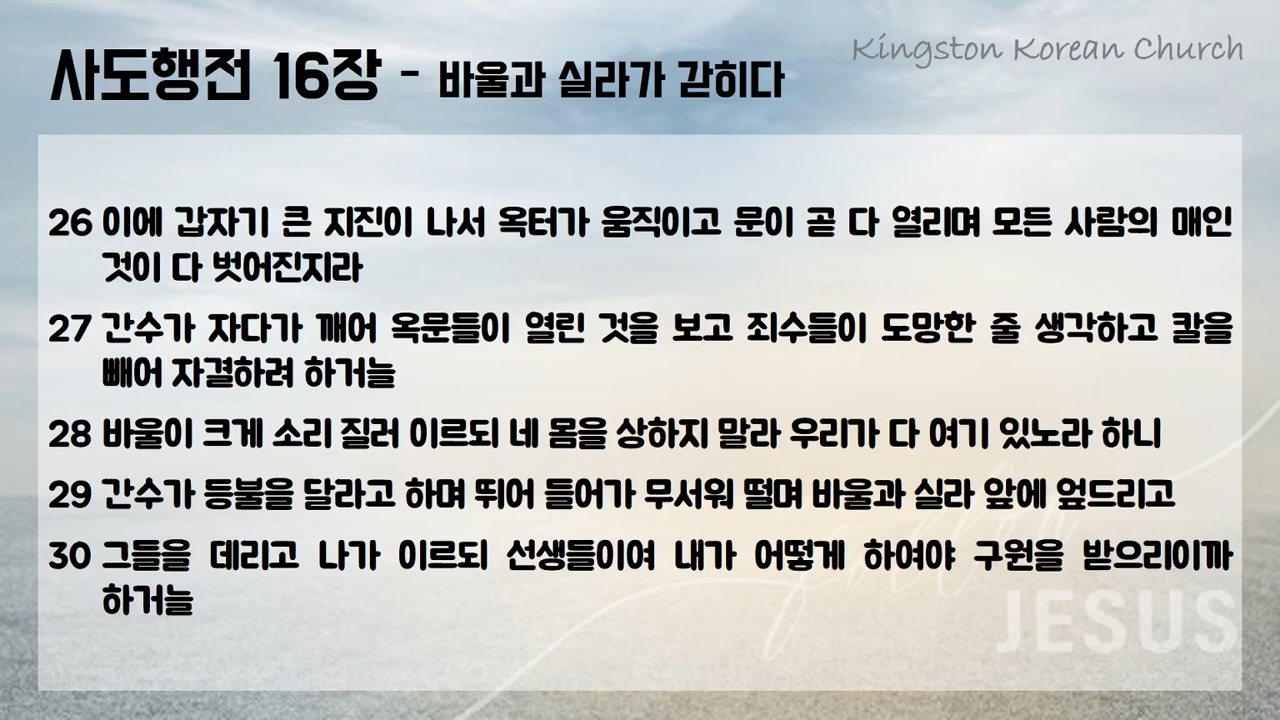 사도행전 16장 - 바울과 실라가 갇히다
Kingston Korean Church
26 이에 갑자기 큰 지진이 나서 옥터가 움직이고 문이 곧 다 열리며 모든 사람의 매인
것이 다 벗어진지라
27 간수가 자다가 깨어 옥문들이 열린 것을 보고 죄수들이 도망한 줄 생각하고 칼을
빼어 자결하려 하거늘
28 바울이 크게 소리 질러 이르되 네 몸을 상하지 말라 우리가 다 여기 있노라 하니
29 간수가 등불을 달라고 하며 뛰어 들어가 무서워 떨며 바울과 실라 앞에 엎드리고
30 그들을 데리고 나가 이르되 선생들이여 내가 어떻게 하여야 구원을 받으리이까
하거늘
follow
JESUS